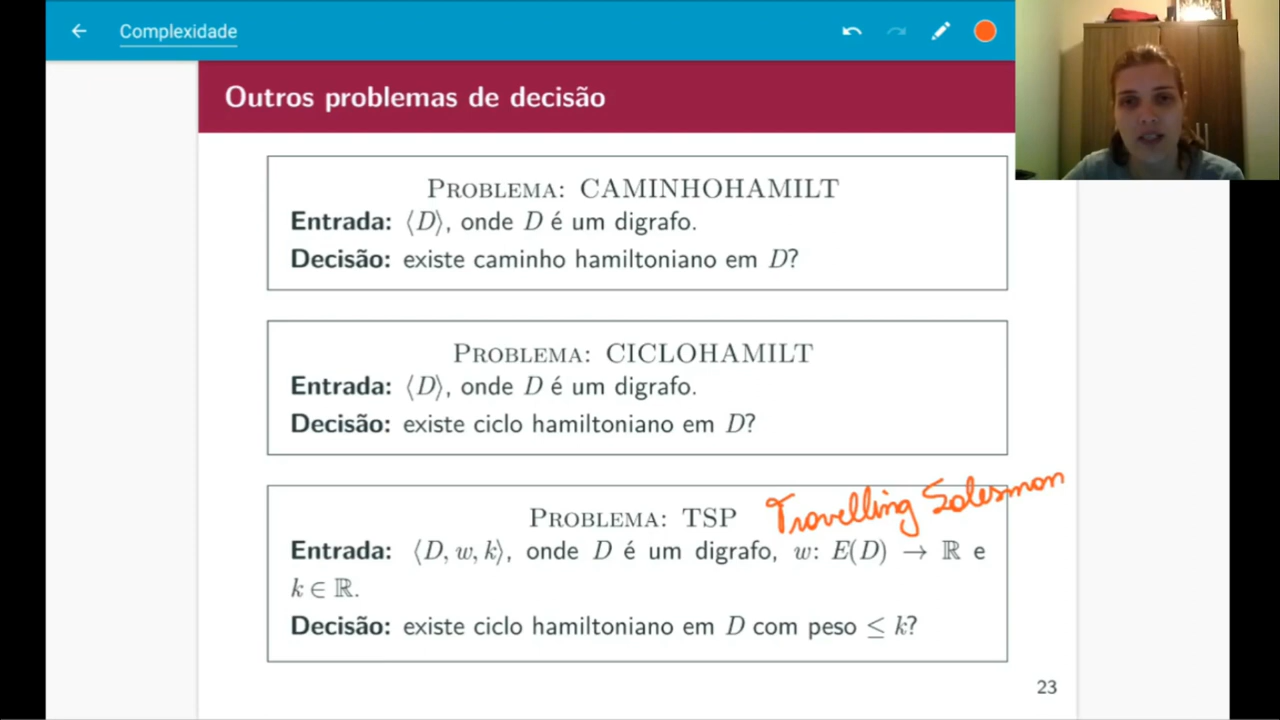 Complexidade
Outros problemas de decisão
PROBLEMA: CAMINHOHAMILT
Entrada: ⟨D⟩, onde D é um digrafo.
Decisão: existe caminho hamiltoniano em D?
PROBLEMA: CICLOHAMILT
Entrada: ⟨D⟩, onde D é um digrafo.
Decisão: existe ciclo hamiltoniano em D?
PROBLEMA: TSP Travelling Salesman
Entrada: ⟨D, w, k⟩, onde D é um digrafo, w: E(D) → ℝ e
k ∈ ℝ.
Decisão: existe ciclo hamiltoniano em D com peso ≤ k?
23